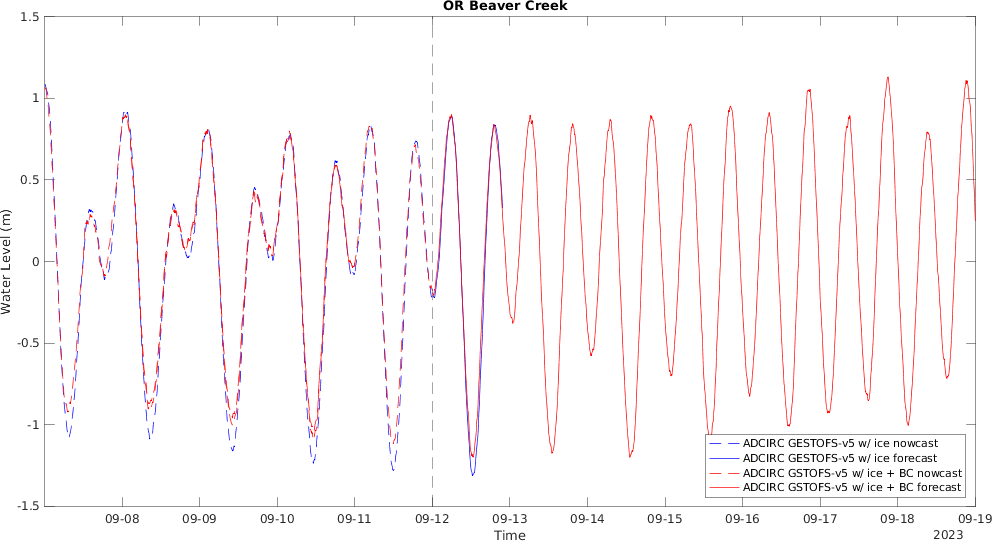 OR Beaver Creek
1.5
1
0.5
0
-0.5
-1
-1.5
Water Level (m)
09-08 09-09 09-10 09-11 09-12 09-13 09-14 09-15 09-16 09-17 09-18 09-19
Time
2023
ADCIRC GESTOFS-v5 w/ ice nowcast
ADCIRC GESTOFS-v5 w/ ice forecast
ADCIRC GSTOFS-v5 w/ ice + BC nowcast
ADCIRC GSTOFS-v5 w/ ice + BC forecast